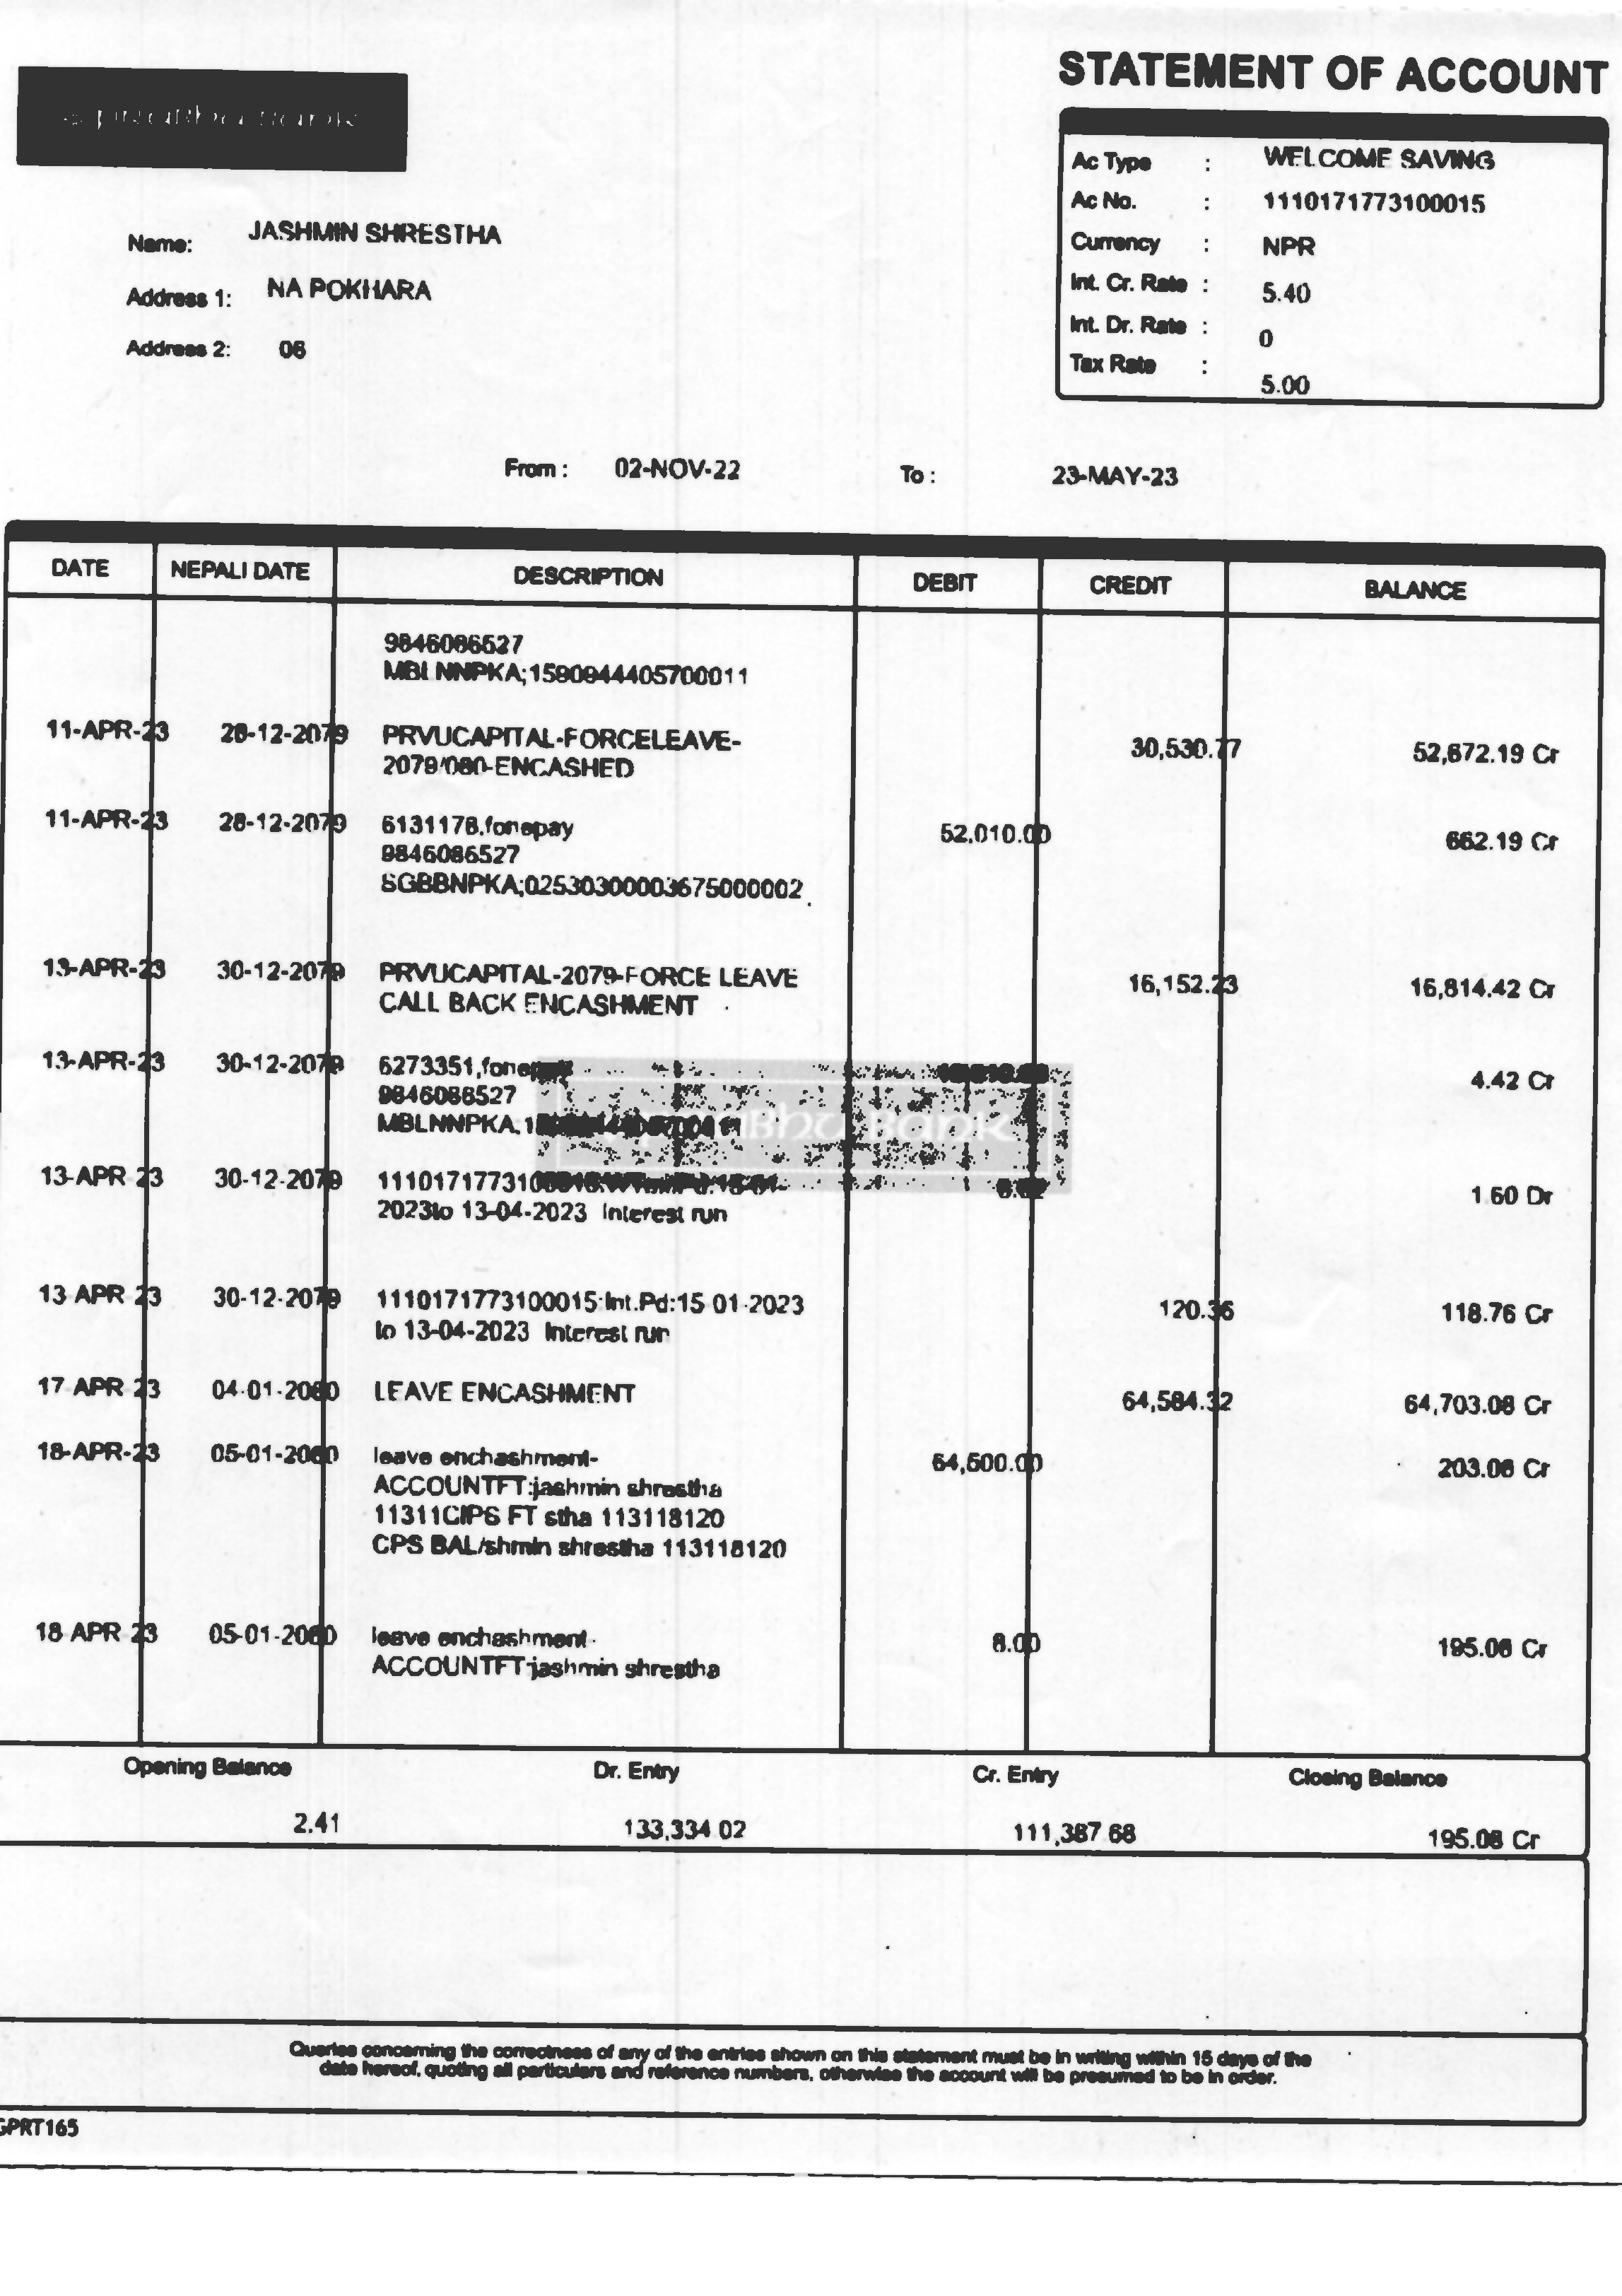 STATEMENT OF ACCOUNT
Prabhu Bank
Ac Type : WELCOME SAVING
Ac No. : 1110171773100015
Currency : NPR
Int. Cr. Rate : 5.40
Int. Dr. Rate : 0
Tax Rate : 5.00
Name: JASHMIN SHRESTHA
Address 1: NA POKHARA
Address 2: 06
From : 02-NOV-22 To : 23-MAY-23
DATE NEPALI DATE DESCRIPTION DEBIT CREDIT BALANCE
9846086527
MBLNNPKA;1590944405700011
11-APR-23 28-12-2079 PRVUCAPITAL-FORCELEAVE- 30,530.77 52,672.19 Cr
2079/080-ENCASHED
11-APR-23 28-12-2079 6131178,fonepay 52,010.00 662.19 Cr
9846086527
SGBBNPKA;02530300003675000002
13-APR-23 30-12-2079 PRVUCAPITAL-2079-FORCE LEAVE 16,152.23 16,814.42 Cr
CALL BACK ENCASHMENT
13-APR-23 30-12-2079 6273351,fonepay 4.42 Cr
9846086527
MBLNNPKA;
Prabhu Bank
13-APR 23 30-12-2079 1.60 Dr
2023to 13-04-2023 Interest run
13 APR 23 30-12-2079 1110171773100015:Int.Pd:15 01-2023 120.36 118.76 Cr
to 13-04-2023 Interest run
17 APR 23 04-01-2080 LEAVE ENCASHMENT 64,584.32 64,703.08 Cr
18-APR-23 05-01-2080 leave enchashment- 64,500.00 203.08 Cr
ACCOUNTFT:jashmin shrestha
11311CIPS FT stha 113118120
CPS BAL/shmin shrestha 113118120
18 APR 23 05-01-2080 leave enchashment- 8.00 195.08 Cr
ACCOUNTFT:jashmin shrestha
Opening Balance Dr. Entry Cr. Entry Closing Balance
2.41 133,334.02 111,387.68 195.08 Cr
Queries concerning the correctness of any of the entries shown on this statement must be in writing within 15 days of the
date hereof, quoting all particulars and reference numbers, otherwise the account will be presumed to be in order.
GPRT165